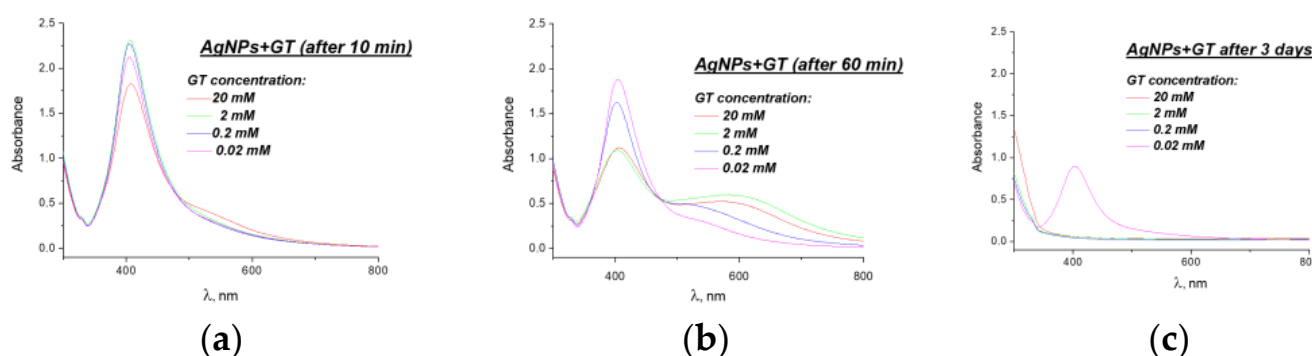 2.5
2.0
1.5
1.0
0.5
0.0
Absorbance
AgNPs+GT (after 10 min)
GT concentration:
20 mM
2 mM
0.2 mM
0.02 mM
400
600
800
λ, nm
(a)
2.5
2.0
1.5
1.0
0.5
0.0
Absorbance
AgNPs+GT (after 60 min)
GT concentration:
20 mM
2 mM
0.2 mM
0.02 mM
400
600
800
λ, nm
(b)
2.5
2.0
1.5
1.0
0.5
0.0
Absorbance
AgNPs+GT after 3 days
GT concentration:
20 mM
2 mM
0.2 mM
0.02 mM
400
600
λ, nm
(c)